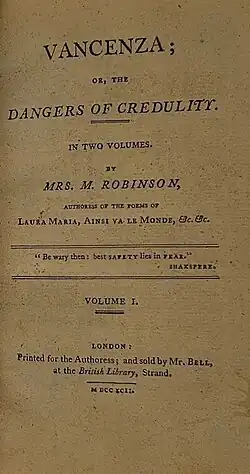 VANCENZA;
OR, THE
DANGERS OF CREDULITY.
IN TWO VOLUMES.
BY
MRS. M. ROBINSON,
AUTHORESS OF THE POEMS OF
LAURA MARIA, AINSI VA LE MONDE, &c. &c.
"Be wary then: best SAFETY lies in FEAR."
SHAKSPERE.
VOLUME I.
LONDON:
Printed for the Authoress; and sold by Mr. BELL,
at the British Library, Strand.
M DCC XCII.